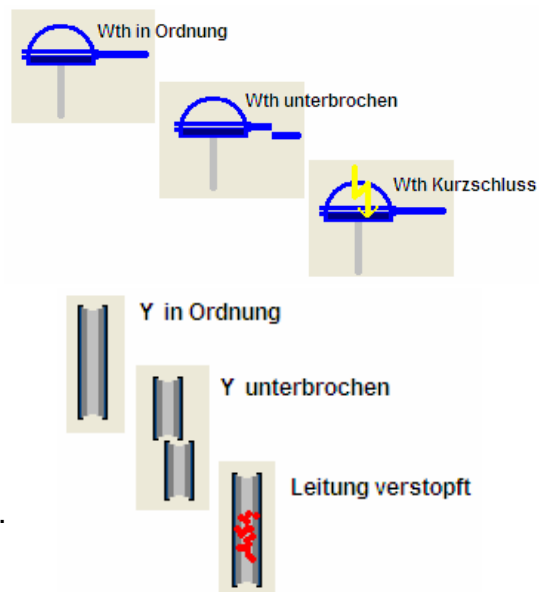 Wth in Ordnung
Wth unterbrochen
Wth Kurzschluss
Y in Ordnung
Y unterbrochen
Leitung verstopft
.